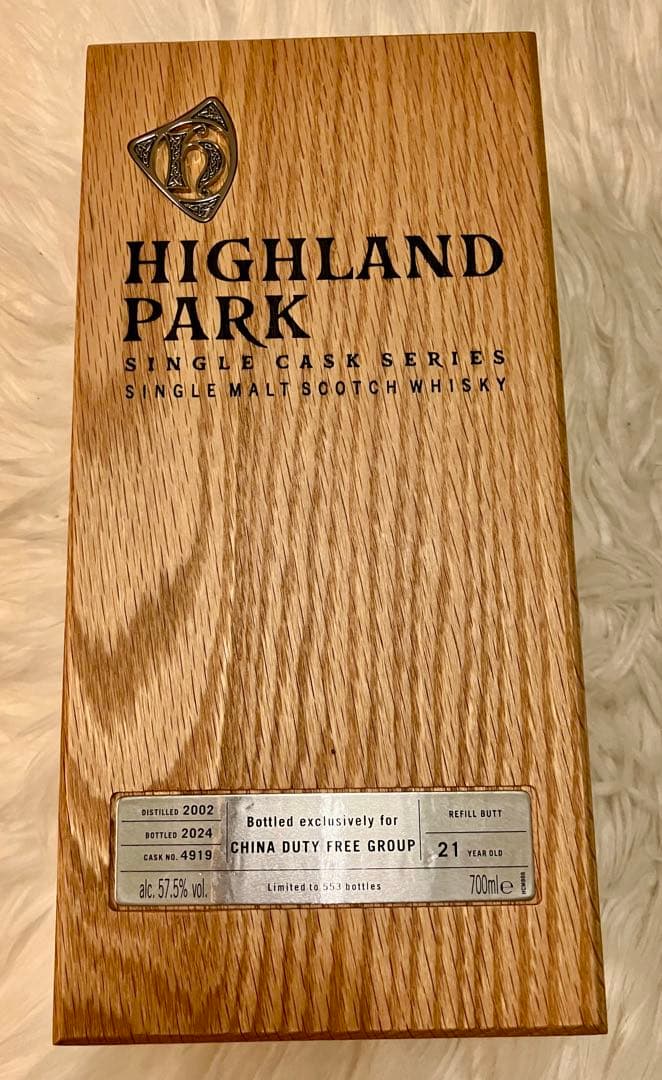 H
HIGHLAND
PARK
SINGLE CASK SERIES
SINGLE MALT SCOTCH WHISKY
DISTILLED 2002
BOTTLED 2024
CASK NO. 4919
alc. 57.5% vol.
Bottled exclusively for
CHINA DUTY FREE GROUP
Limited to 553 bottles
REFILL BUTT
21 YEAR OLD
700ml e